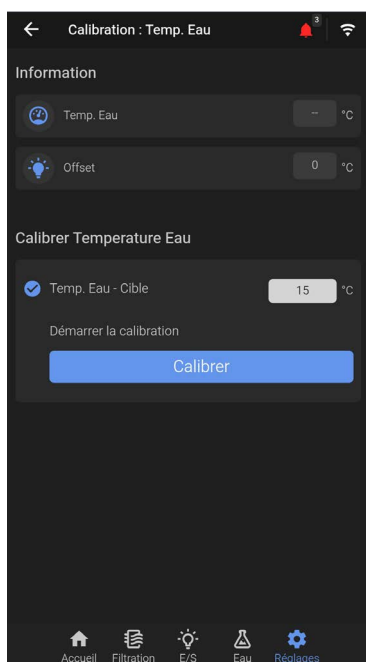 Calibration : Temp. Eau
3
Information
Temp. Eau -- °C
Offset 0 °C
Calibrer Temperature Eau
Temp. Eau - Cible 15 °C
Démarrer la calibration
Calibrer
Accueil Filtration E/S Eau Réglages